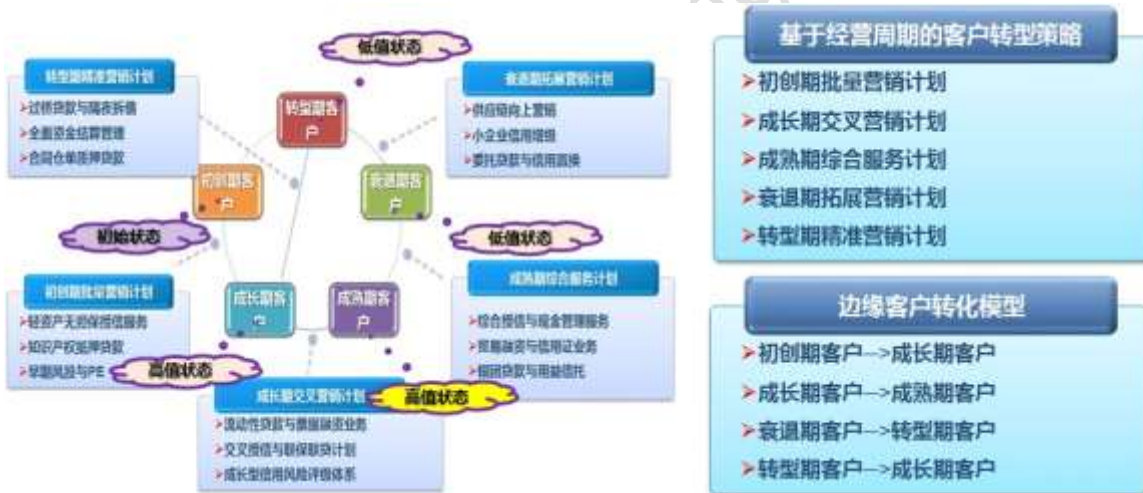 低值状态
转型期精准营销计划
过桥贷款与隔夜拆借
全面资金结算管理
合同仓单质押贷款
衰退期拓展营销计划
供应链向上营销
小企业信用增级
委托贷款与信用置换
转型期客户
初创期客户
衰退期客户
成长期客户
成熟期客户
初始状态
低值状态
初创期批量营销计划
轻资产无担保授信服务
知识产权抵押贷款
早期风险与PE
高值状态
成熟期综合服务计划
综合授信与现金管理服务
贸易融资与信用证业务
银团贷款与用益信托
成长期交叉营销计划
高值状态
流动性贷款与票据融资业务
交叉授信与联保联贷计划
成长型信用风险评级体系
基于经营周期的客户转型策略
初创期批量营销计划
成长期交叉营销计划
成熟期综合服务计划
衰退期拓展营销计划
转型期精准营销计划
边缘客户转化模型
初创期客户-->成长期客户
成长期客户-->成熟期客户
衰退期客户-->转型期客户
转型期客户-->成长期客户